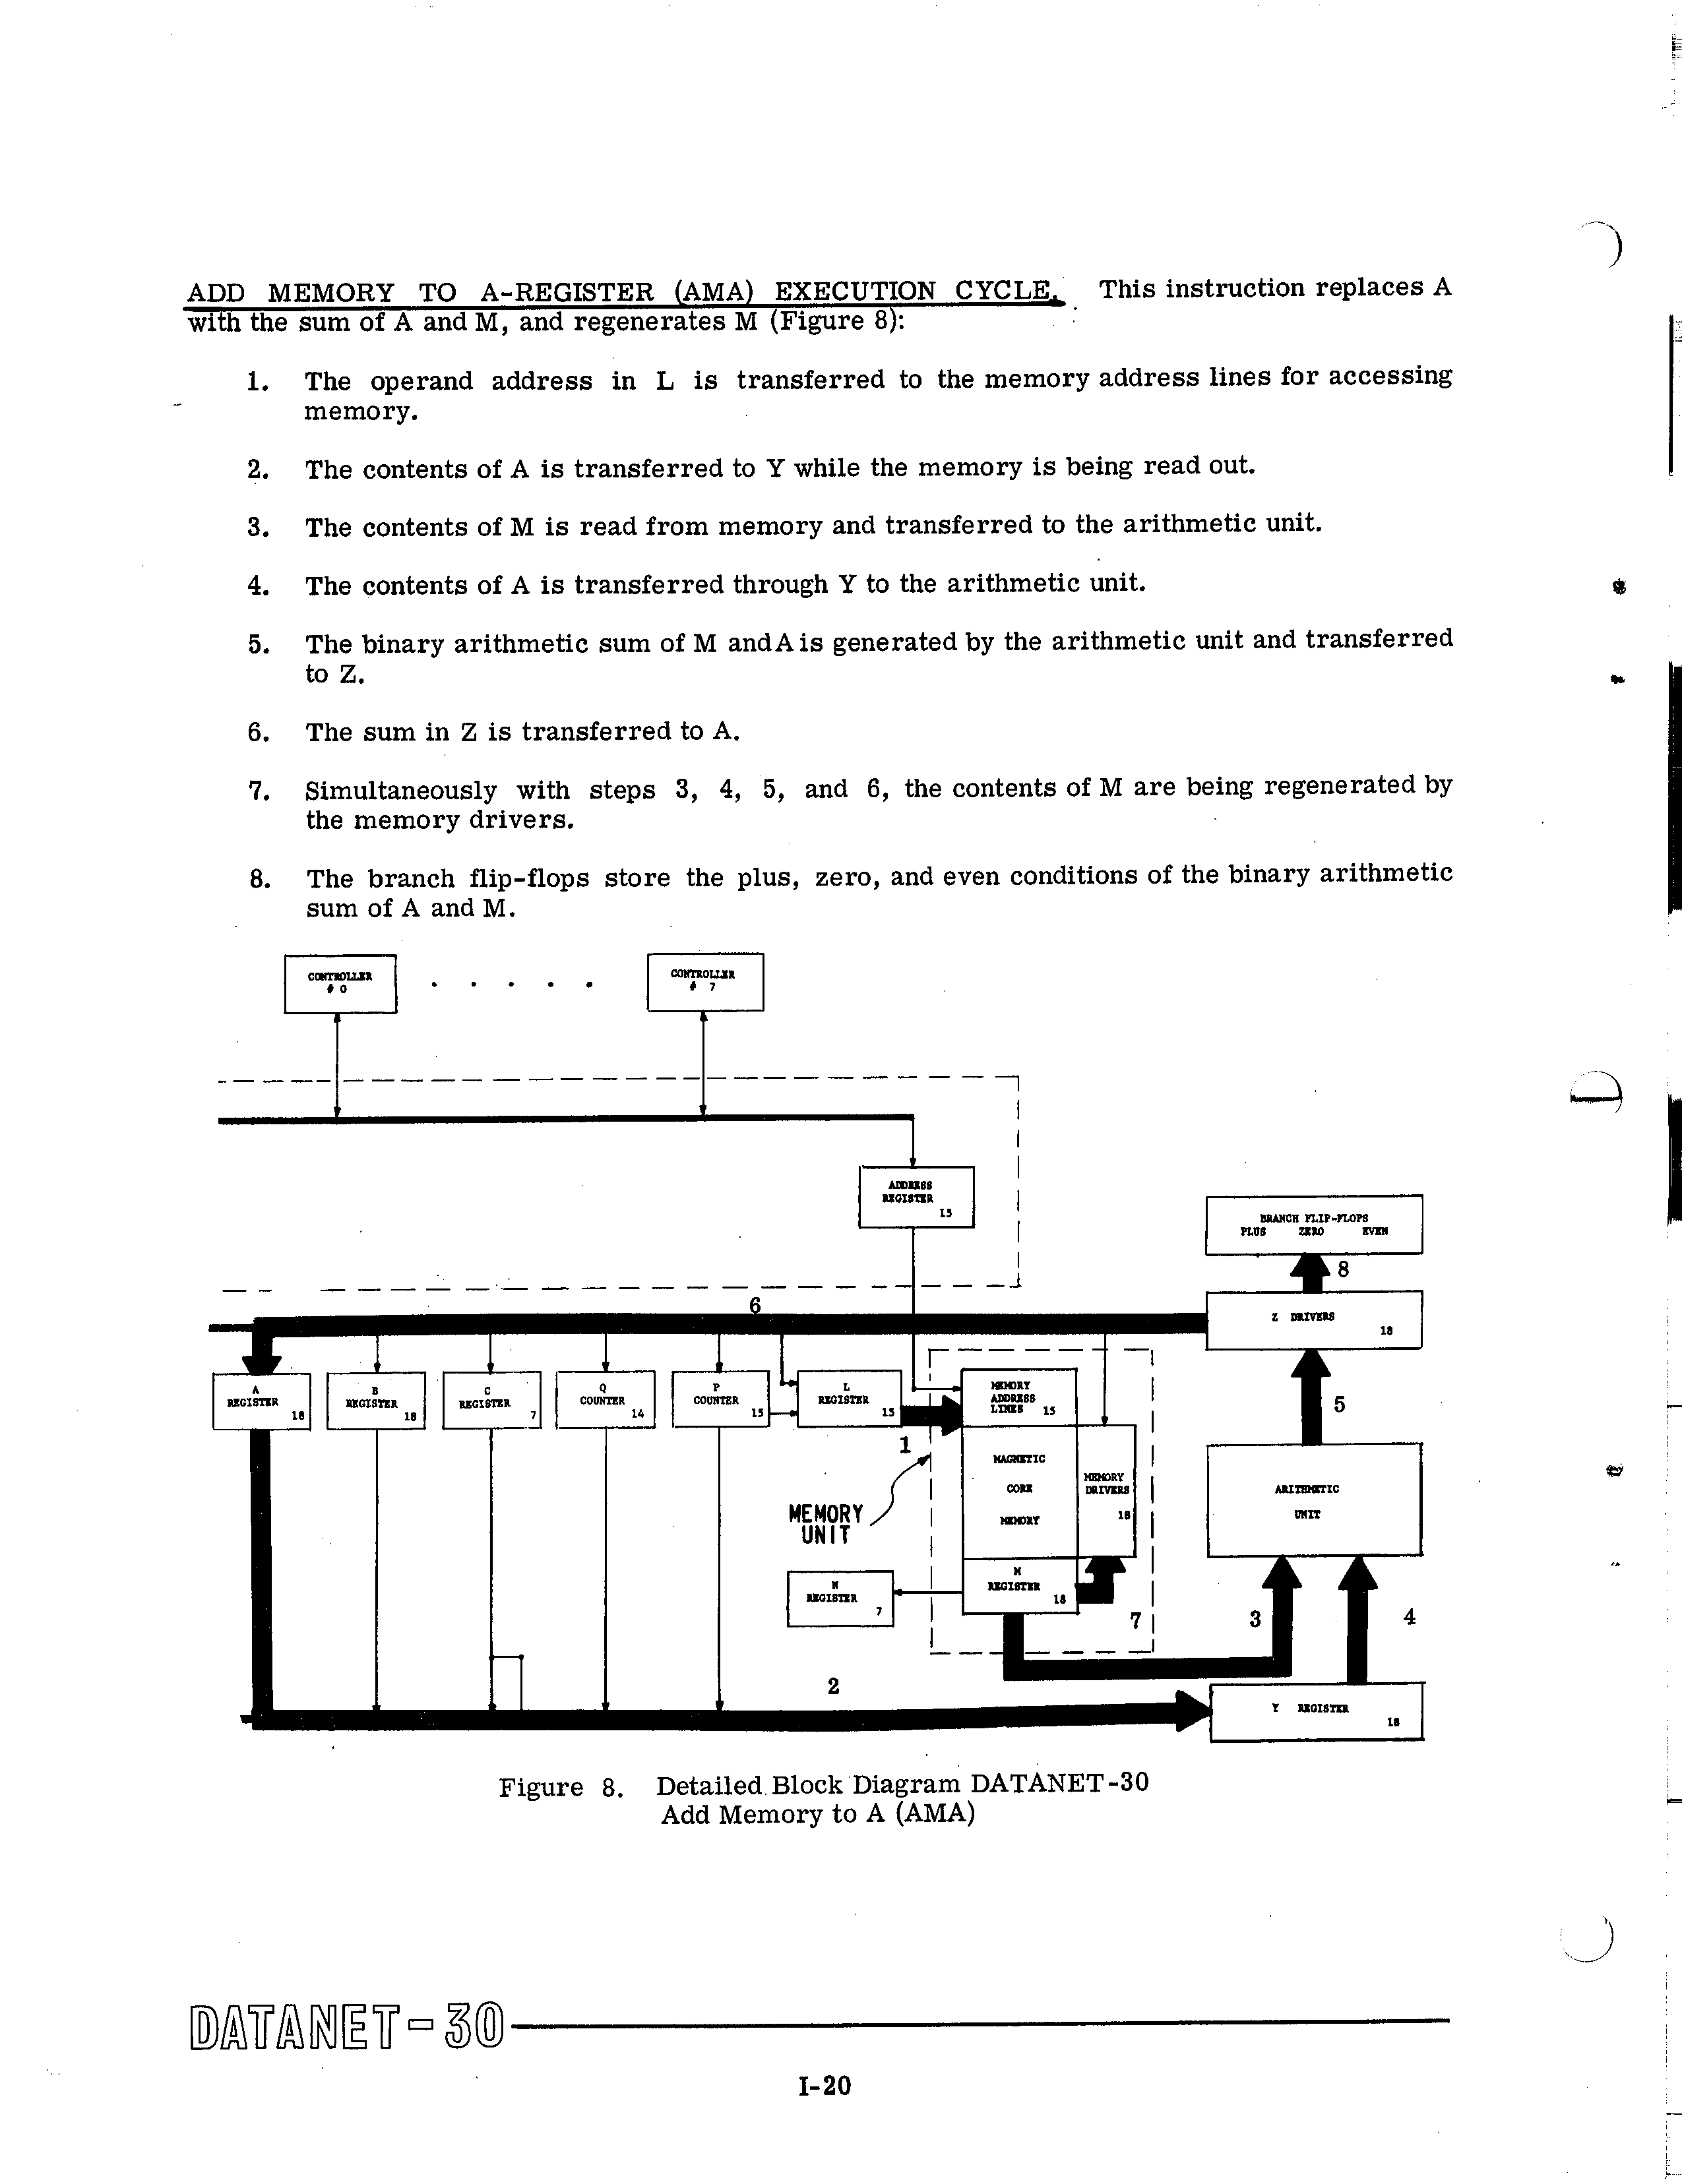 ADD MEMORY TO A-REGISTER (AMA) EXECUTION CYCLE. This instruction replaces A
with the sum of A and M, and regenerates M (Figure 8):
1. The operand address in L is transferred to the memory address lines for accessing
memory.
2. The contents of A is transferred to Y while the memory is being read out.
3. The contents of M is read from memory and transferred to the arithmetic unit.
4. The contents of A is transferred through Y to the arithmetic unit.
5. The binary arithmetic sum of M and A is generated by the arithmetic unit and transferred
to Z.
6. The sum in Z is transferred to A.
7. Simultaneously with steps 3, 4, 5, and 6, the contents of M are being regenerated by
the memory drivers.
8. The branch flip-flops store the plus, zero, and even conditions of the binary arithmetic
sum of A and M.
CONTROLLER
# 0
. . . . .
CONTROLLER
# 7
ADDRESS
REGISTER
15
BRANCH FLIP-FLOPS
PLUS ZERO EVEN
8
6
Z DRIVERS
18
A
REGISTER
18
B
REGISTER
18
C
REGISTER
7
Q
COUNTER
14
P
COUNTER
15
L
REGISTER
15
1
MEMORY
ADDRESS
LINES 15
5
MAGNETIC
CORE
MEMORY
MEMORY
DRIVERS
18
ARITHMETIC
UNIT
MEMORY
UNIT
N
REGISTER
7
M
REGISTER
18
7
3
4
2
Y REGISTER
18
Figure 8. Detailed Block Diagram DATANET-30
Add Memory to A (AMA)
DATANET-30
I-20